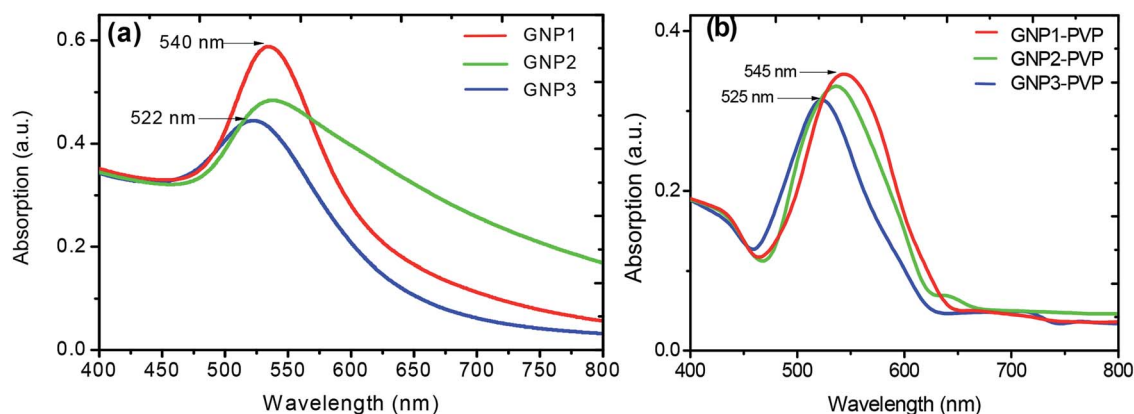 (a)
540 nm
522 nm
GNP1
GNP2
GNP3
0.6
0.4
0.2
0.0
Absorption (a.u.)
400 450 500 550 600 650 700 750 800
Wavelength (nm)
(b)
545 nm
525 nm
GNP1-PVP
GNP2-PVP
GNP3-PVP
0.4
0.2
0.0
Absorption (a.u.)
400 500 600 700 800
Wavelength (nm)